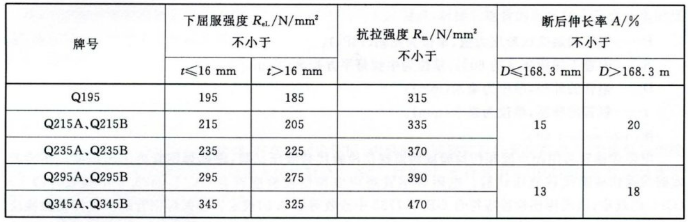 牌号 下屈服强度 ReL/N/mm² 不小于 抗拉强度 Rm/N/mm² 不小于 断后伸长率 A/% 不小于
t≤16 mm t>16 mm D≤168.3 mm D>168.3 m
Q195 195 185 315 15 20
Q215A、Q215B 215 205 335
Q235A、Q235B 235 225 370
Q295A、Q295B 295 275 390 13 18
Q345A、Q345B 345 325 470